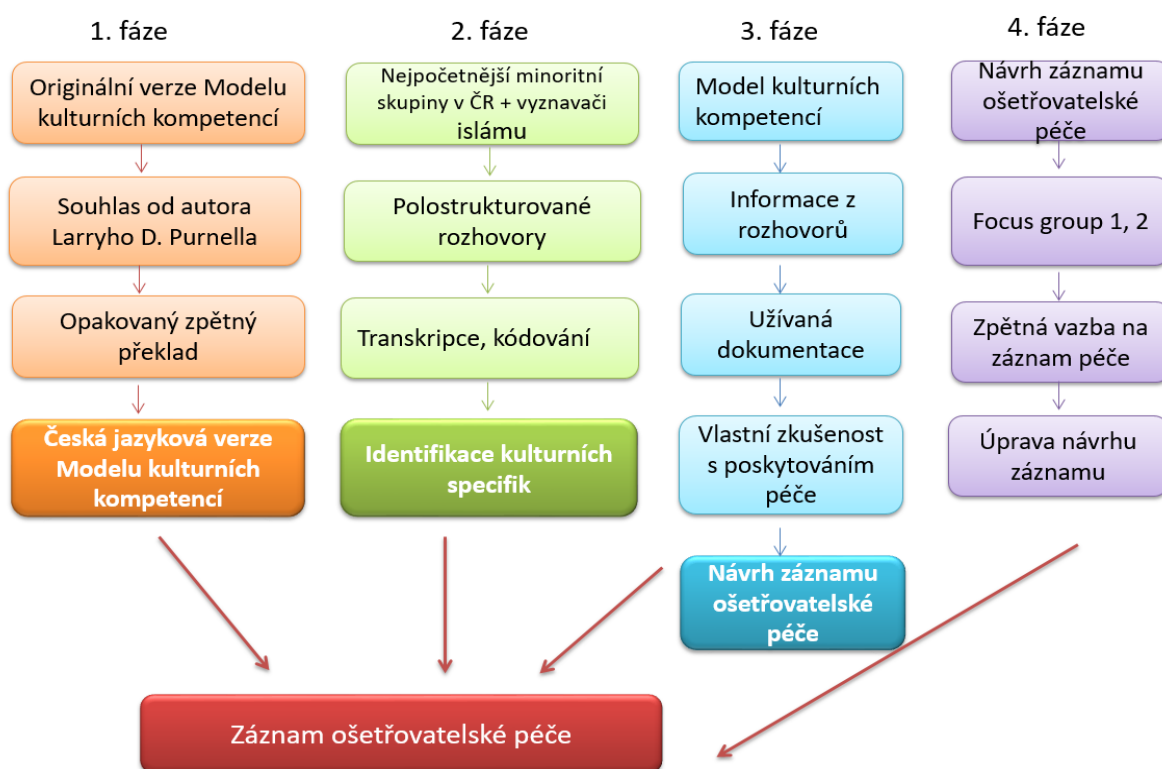 1. fáze
Originální verze Modelu
kulturních kompetencí
Souhlas od autora
Larryho D. Purnella
Opakovaný zpětný
překlad
Česká jazyková verze
Modelu kulturních
kompetencí
2. fáze
Nejpočetnější minoritní
skupiny v ČR + vyznavači
islámu
Polostrukturované
rozhovory
Transkripce, kódování
Identifikace kulturních
specifik
3. fáze
Model kulturních
kompetencí
Informace z
rozhovorů
Užívaná
dokumentace
Vlastní zkušenost
s poskytováním
péče
Návrh záznamu
ošetřovatelské
péče
4. fáze
Návrh záznamu
ošetřovatelské
péče
Focus group 1, 2
Zpětná vazba na
záznam péče
Úprava návrhu
záznamu
Záznam ošetřovatelské péče